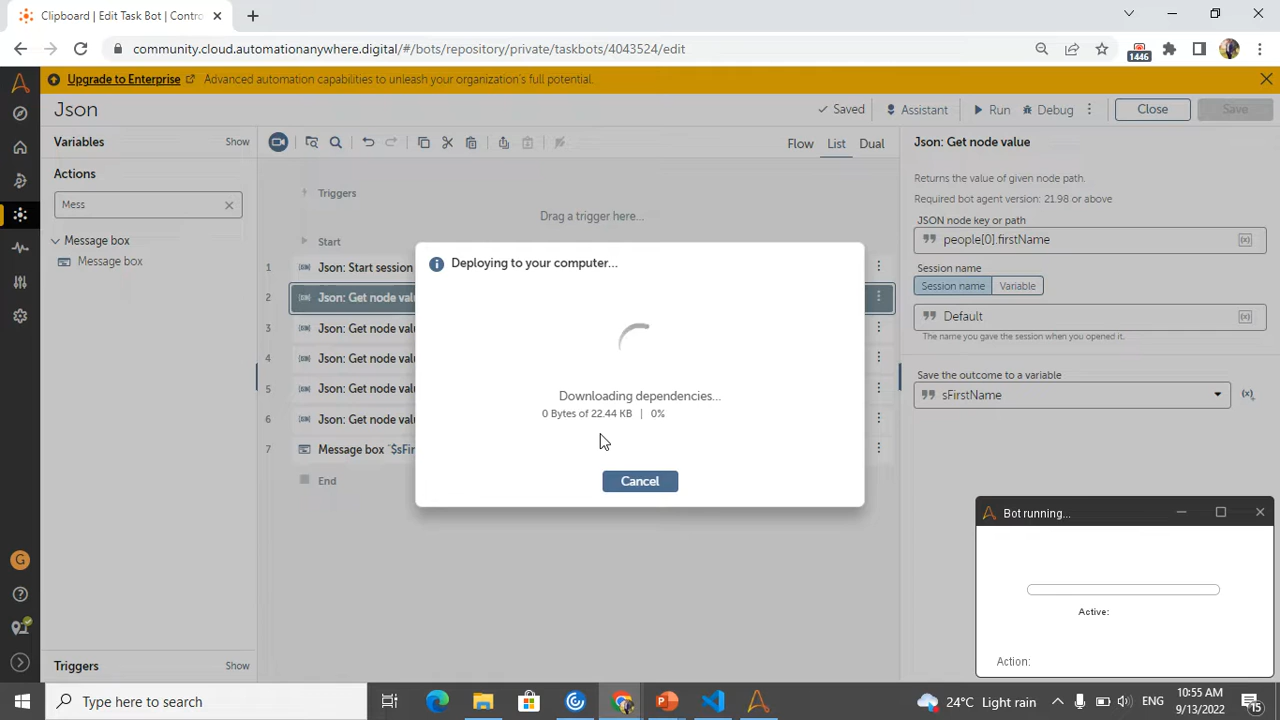 Clipboard | Edit Task Bot | Contro
community.cloud.automationanywhere.digital/#/bots/repository/private/taskbots/4043524/edit
1446
Upgrade to Enterprise Advanced automation capabilities to unleash your organization's full potential.
Json
Saved Assistant Run Debug Close Save
Variables Show
Flow List Dual
Actions
Mess
Message box
Message box
Triggers
Drag a trigger here...
Start
1 Json: Start session
2 Json: Get node valu
3 Json: Get node valu
4 Json: Get node valu
5 Json: Get node valu
6 Json: Get node valu
7 Message box "$sFir
End
Deploying to your computer...
Downloading dependencies...
0 Bytes of 22.44 KB | 0%
Cancel
Json: Get node value
Returns the value of given node path.
Required bot agent version: 21.98 or above
JSON node key or path
people[0].firstName
Session name
Session name Variable
Default
The name you gave the session when you opened it.
Save the outcome to a variable
sFirstName
Bot running...
Active:
Action:
G
Triggers Show
Type here to search
24°C Light rain
ENG
10:55 AM
9/13/2022
15